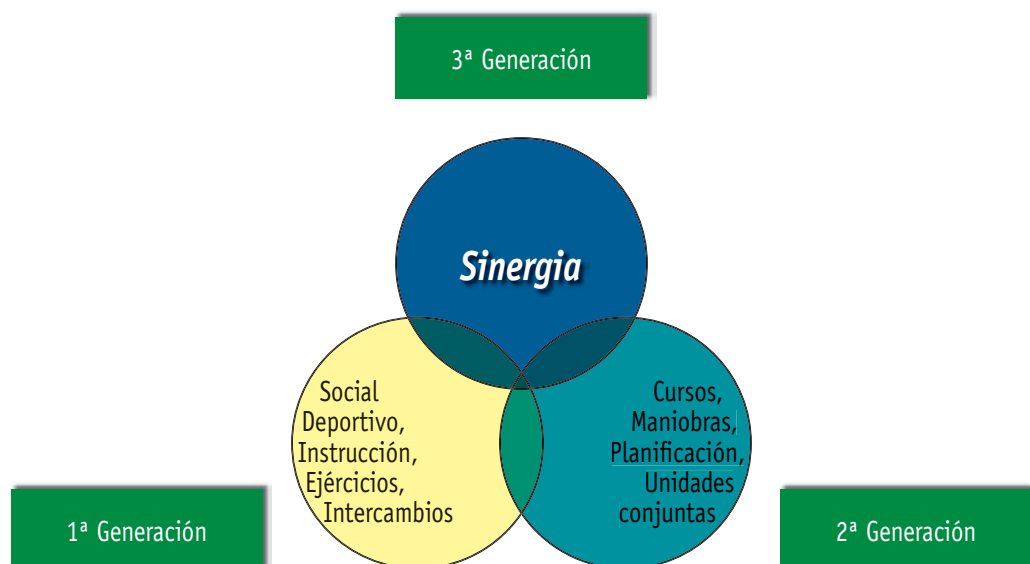 3ª Generación
Sinergia
Social
Deportivo,
Instrucción,
Ejércicios,
Intercambios
Cursos,
Maniobras,
Planificación,
Unidades
conjuntas
1ª Generación
2ª Generación